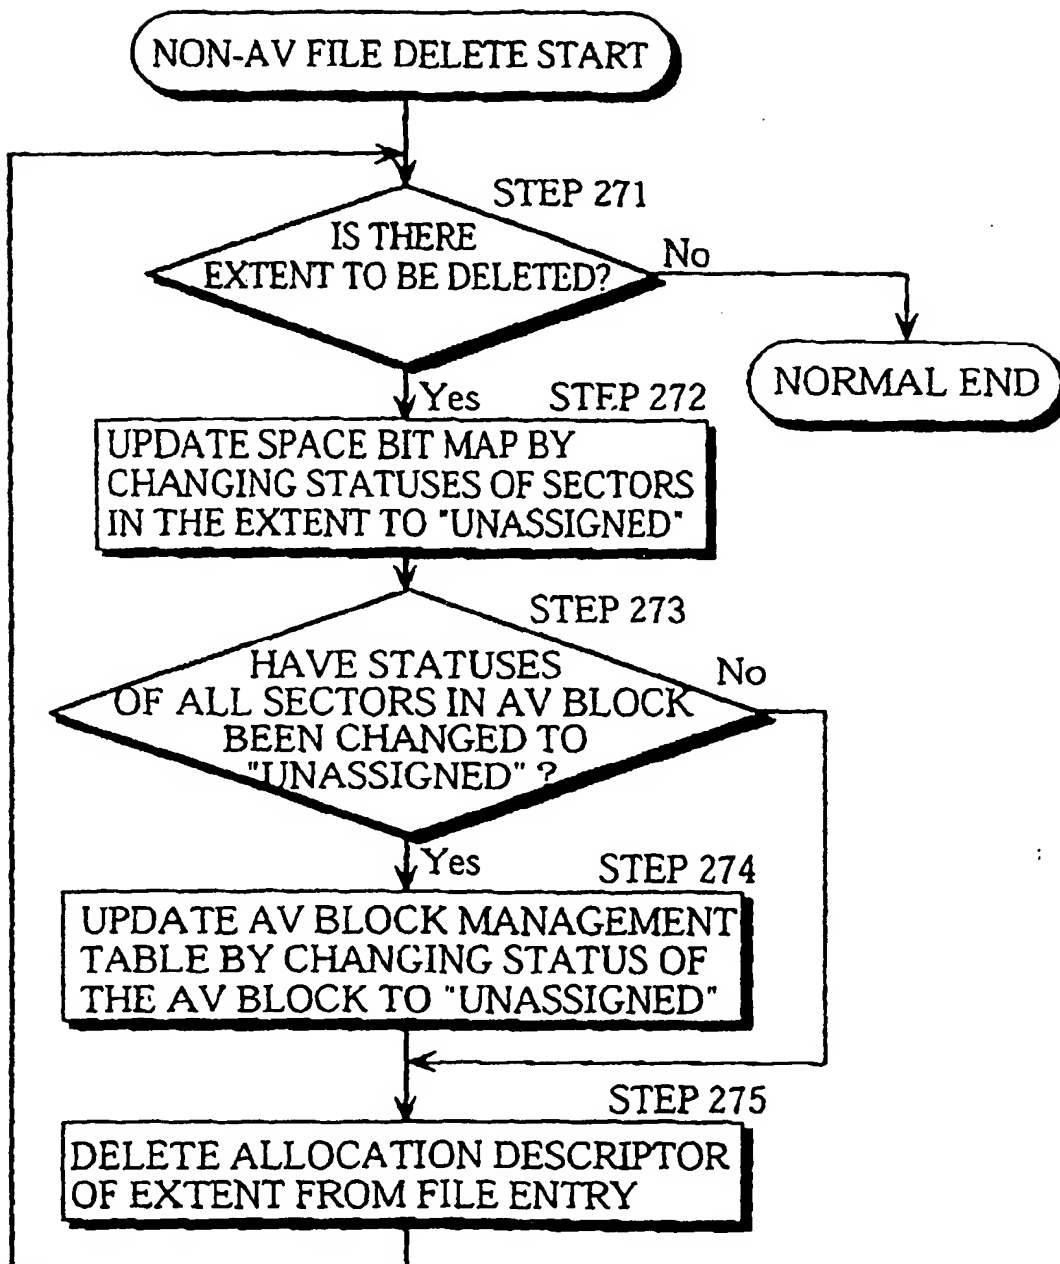 NON-AV FILE DELETE START
STEP 271
IS THERE
EXTENT TO BE DELETED?
No
NORMAL END
Yes
STEP 272
UPDATE SPACE BIT MAP BY
CHANGING STATUSES OF SECTORS
IN THE EXTENT TO "UNASSIGNED"
STEP 273
HAVE STATUSES
OF ALL SECTORS IN AV BLOCK
BEEN CHANGED TO
"UNASSIGNED" ?
No
Yes
STEP 274
UPDATE AV BLOCK MANAGEMENT
TABLE BY CHANGING STATUS OF
THE AV BLOCK TO "UNASSIGNED"
STEP 275
DELETE ALLOCATION DESCRIPTOR
OF EXTENT FROM FILE ENTRY